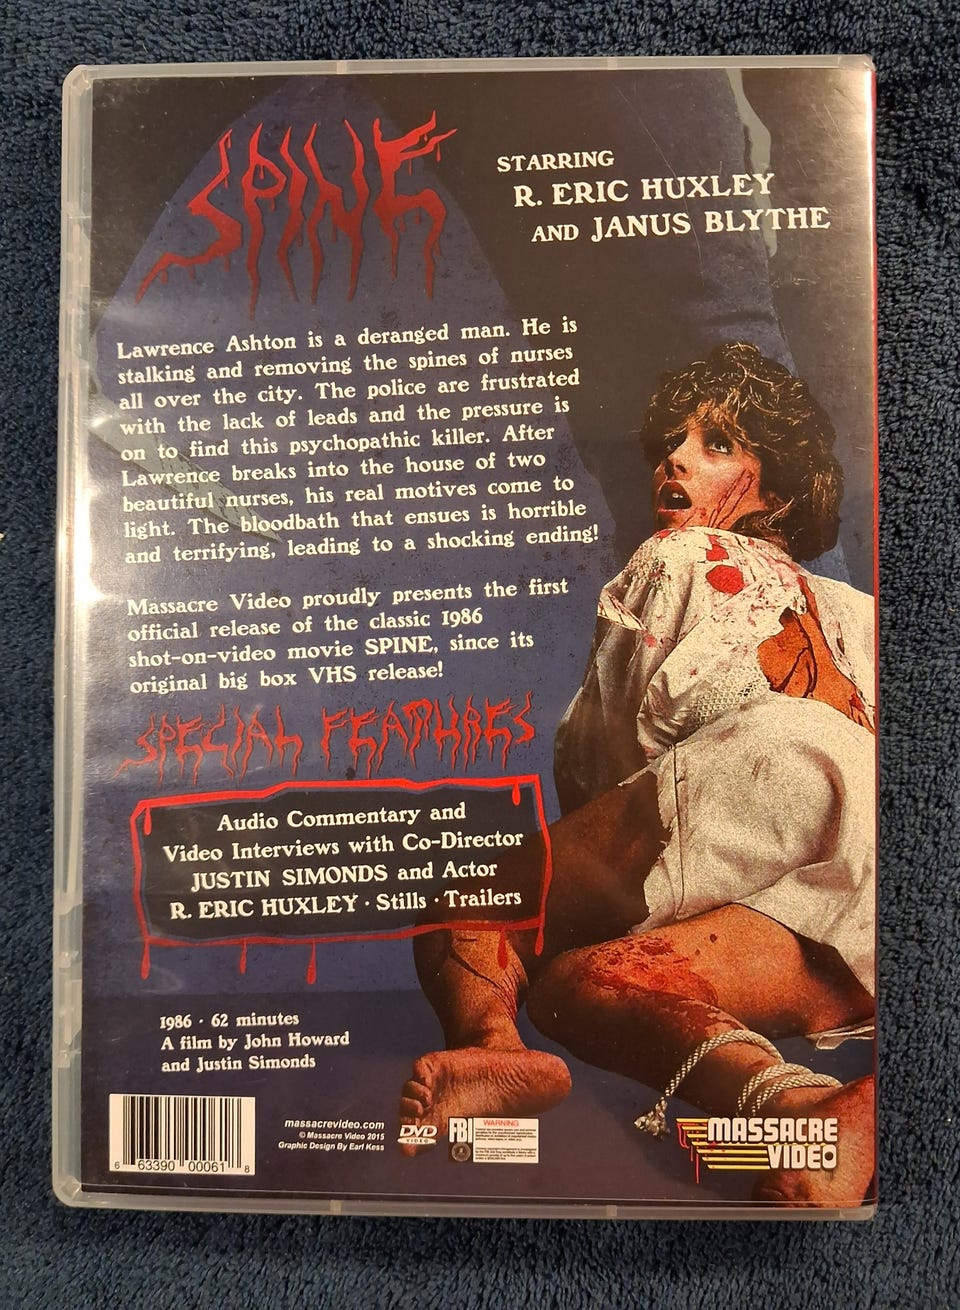 SPINE
STARRING
R. ERIC HUXLEY
AND JANUS BLYTHE
Lawrence Ashton is a deranged man. He is
stalking and removing the spines of nurses
all over the city. The police are frustrated
with the lack of leads and the pressure is
on to find this psychopathic killer. After
Lawrence breaks into the house of two
beautiful nurses, his real motives come to
light. The bloodbath that ensues is horrible
and terrifying, leading to a shocking ending!
Massacre Video proudly presents the first
official release of the classic 1986
shot-on-video movie SPINE, since its
original big box VHS release!
SPECIAL FEATURES
Audio Commentary and
Video Interviews with Co-Director
JUSTIN SIMONDS and Actor
R. ERIC HUXLEY · Stills · Trailers
1986 · 62 minutes
A film by John Howard
and Justin Simonds
6 63390 00061 8
massacrevideo.com
© Massacre Video 2015
Graphic Design By Earl Kess
DVD
VIDEO
FBI
WARNING
MASSACRE
VIDEO